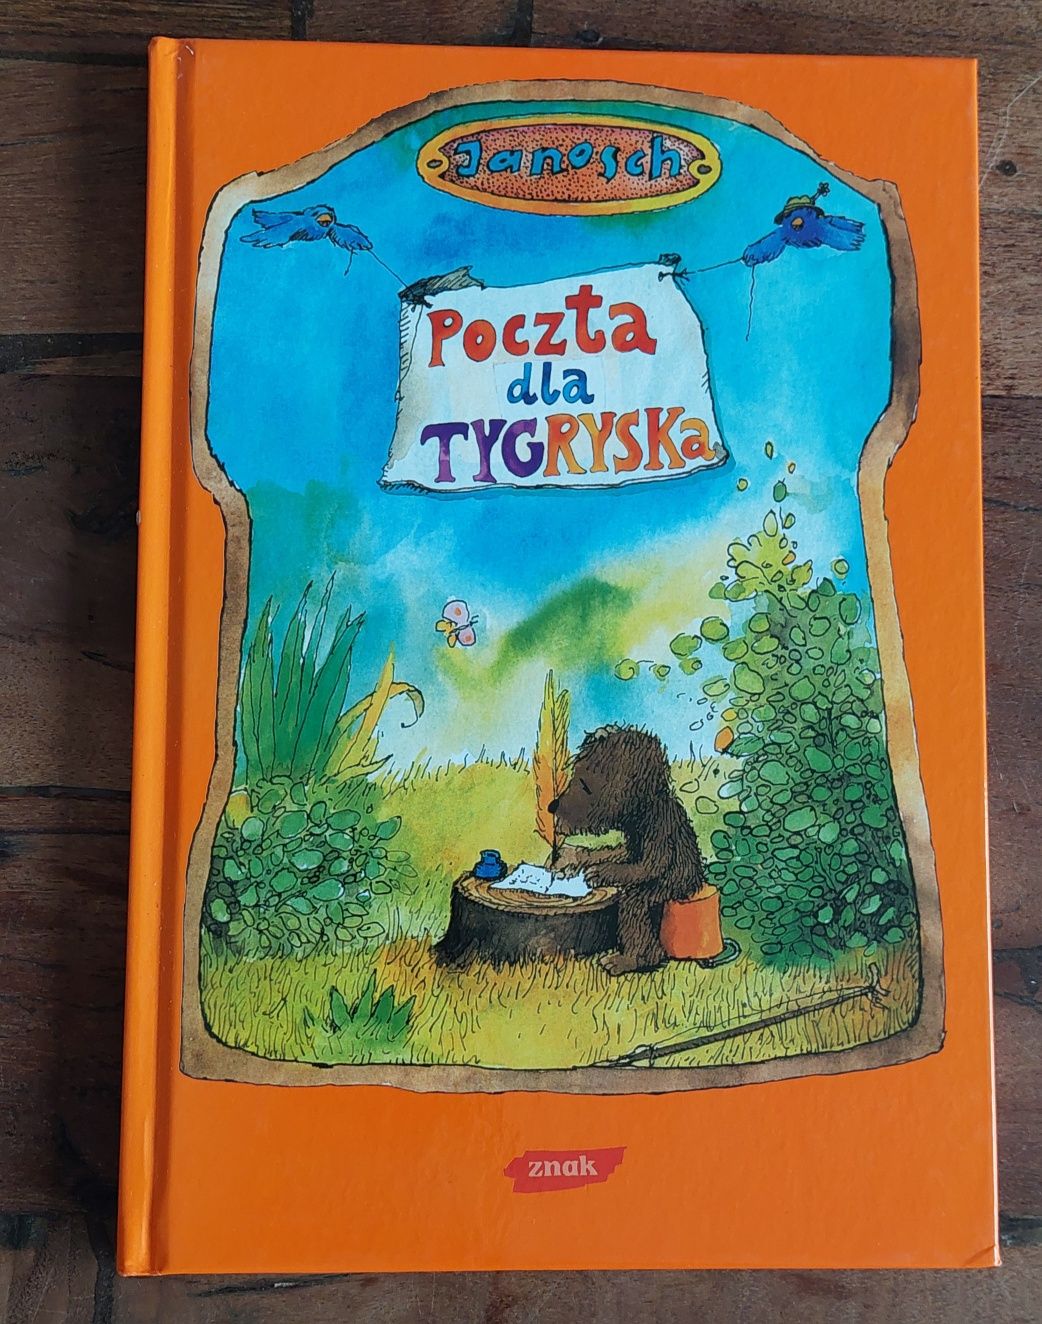 Janosch
Poczta
dla
TYGRYSKa
znak